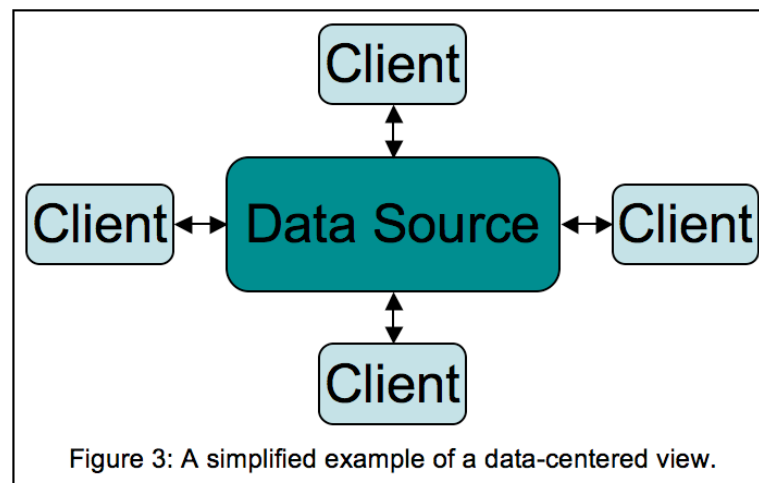 Client
Client
Data Source
Client
Client
Figure 3: A simplified example of a data-centered view.